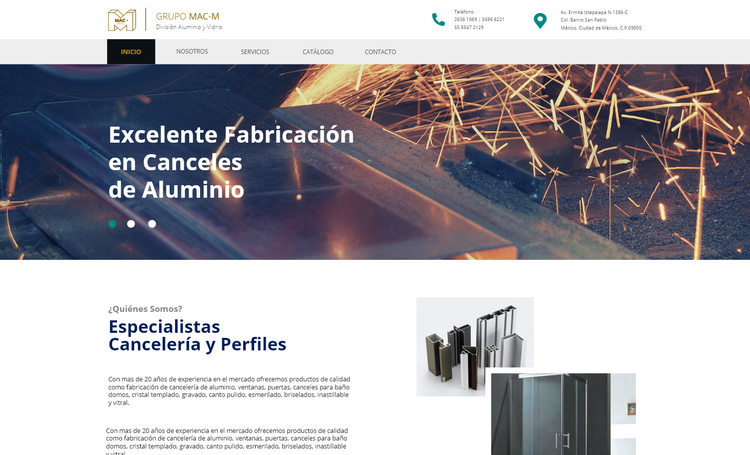 MAC
GRUPO MAC-M
División Aluminio y Vidrio
Teléfono
2636 1069 | 5686 6221
55 8547 2129
Av. Ermita Iztapalapa N.1386-C
Col. Barrio San Pablo
México, Ciudad de México, C.P.09000
INICIO
NOSOTROS
SERVICIOS
CATÁLOGO
CONTACTO
Excelente Fabricación
en Canceles
de Aluminio
¿Quiénes Somos?
Especialistas
Cancelería y Perfiles
Con mas de 20 años de experiencia en el mercado ofrecemos productos de calidad
como fabricación de cancelería de aluminio, ventanas, puertas, canceles para baño
domos, cristal templado, gravado, canto pulido, esmerilado, briselados, inastillable
y vitral.
Con mas de 20 años de experiencia en el mercado ofrecemos productos de calidad
como fabricación de cancelería de aluminio, ventanas, puertas, canceles para baño
domos, cristal templado, gravado, canto pulido, esmerilado, briselados, inastillable
y vitral.